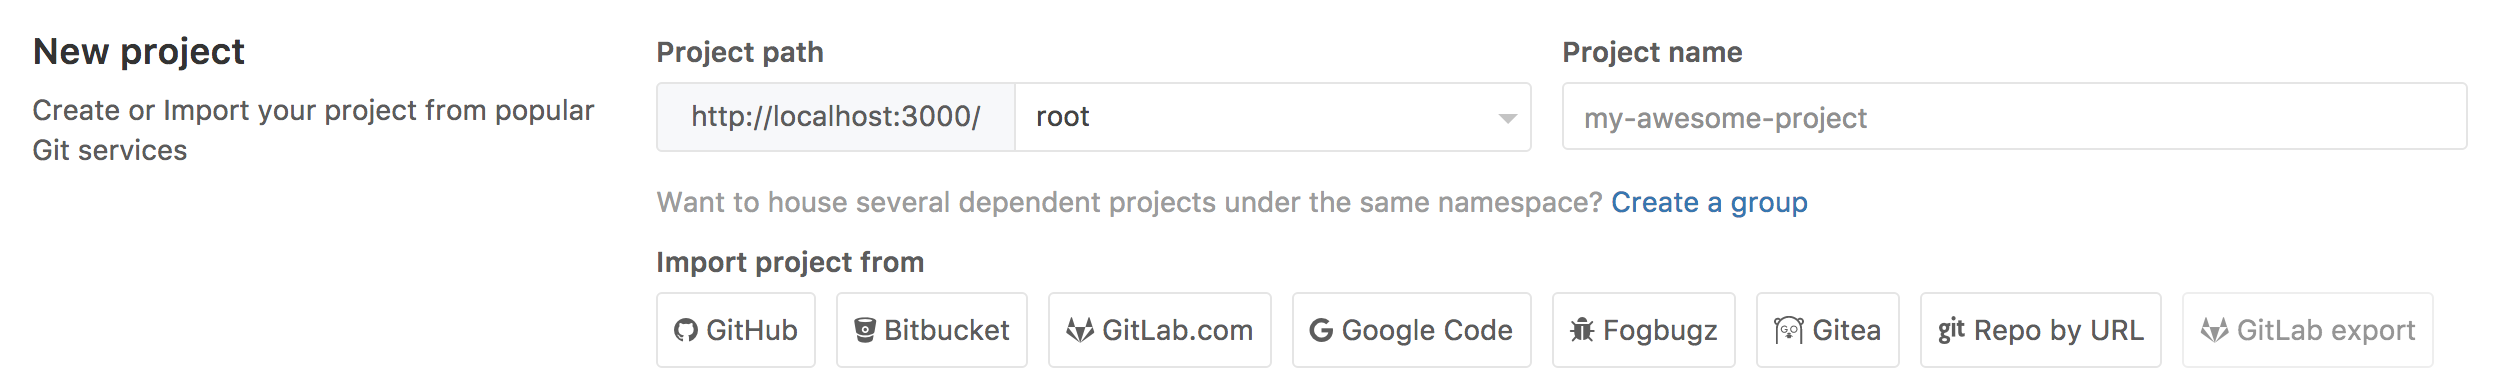 New project
Create or Import your project from popular
Git services
Project path
Project name
http://localhost:3000/ root
my-awesome-project
Want to house several dependent projects under the same namespace? Create a group
Import project from
GitHub Bitbucket GitLab.com Google Code Fogbugz Gitea git Repo by URL GitLab export